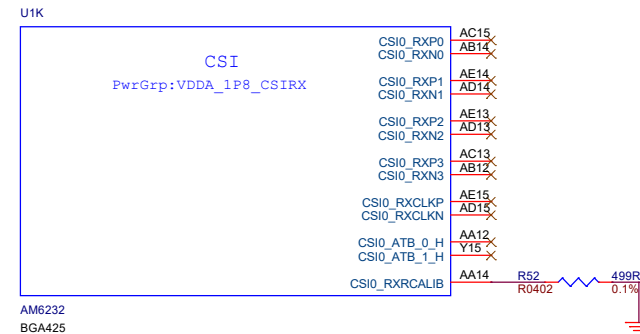 U1K
CSI
PwrGrp:VDDA_1P8_CSIRX
CSI0_RXP0 AC15
CSI0_RXN0 AB14
CSI0_RXP1 AE14
CSI0_RXN1 AD14
CSI0_RXP2 AE13
CSI0_RXN2 AD13
CSI0_RXP3 AC13
CSI0_RXN3 AB12
CSI0_RXCLKP AE15
CSI0_RXCLKN AD15
CSI0_ATB_0_H AA12
CSI0_ATB_1_H Y15
CSI0_RXRCALIB AA14 R52 499R
R0402 0.1%
AM6232
BGA425